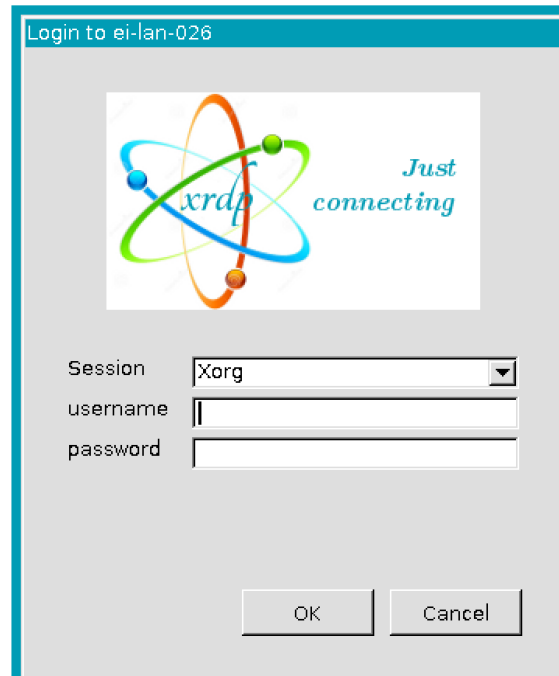 Login to ei-lan-026
xrdp
Just
connecting
Session
Xorg
username
password
OK
Cancel